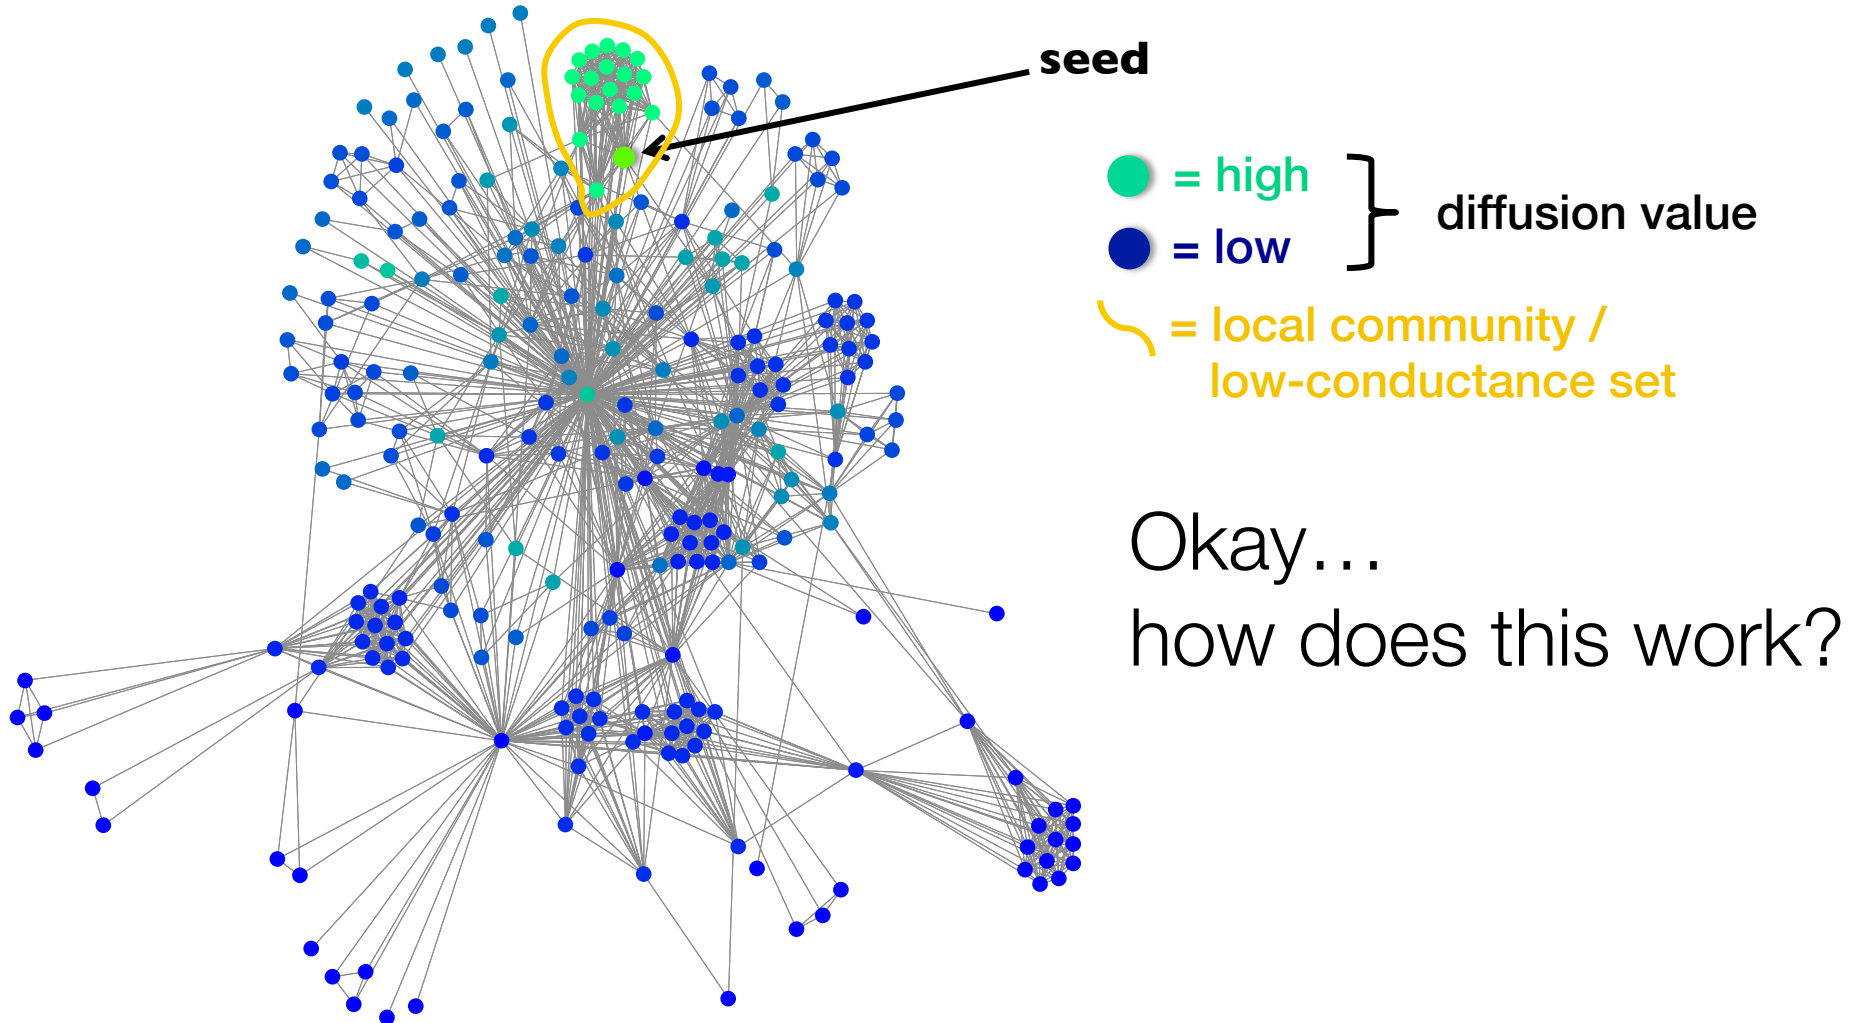 seed
= high
= low
diffusion value
= local community /
low-conductance set
Okay…
how does this work?